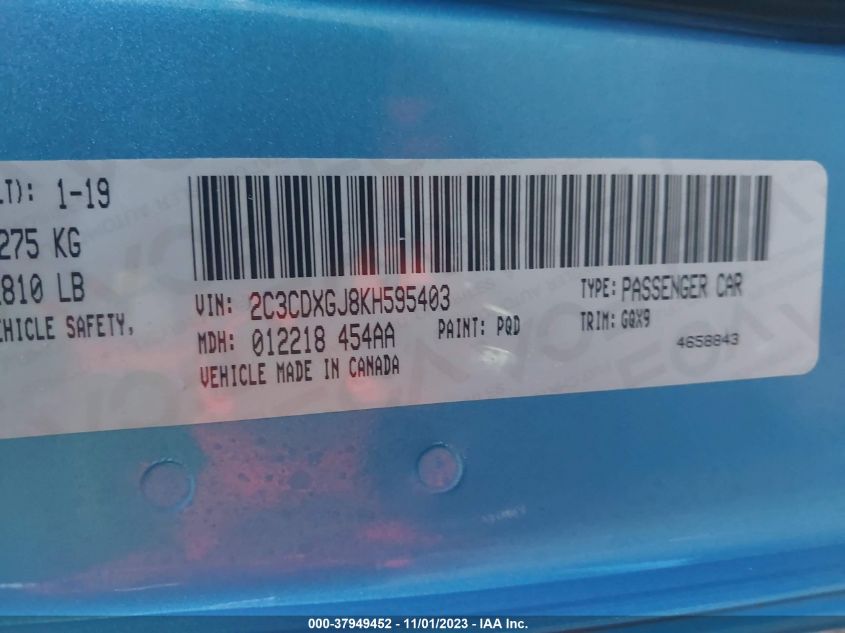 LT): 1-19
275 KG
810 LB
EHICLE SAFETY,
VIN: 2C3CDXGJ8KH595403
MDH: 012218 454AA
PAINT: PQD
VEHICLE MADE IN CANADA
TYPE: PASSENGER CAR
TRIM: GQX9
4658843
000-37949452 - 11/01/2023 - IAA Inc.